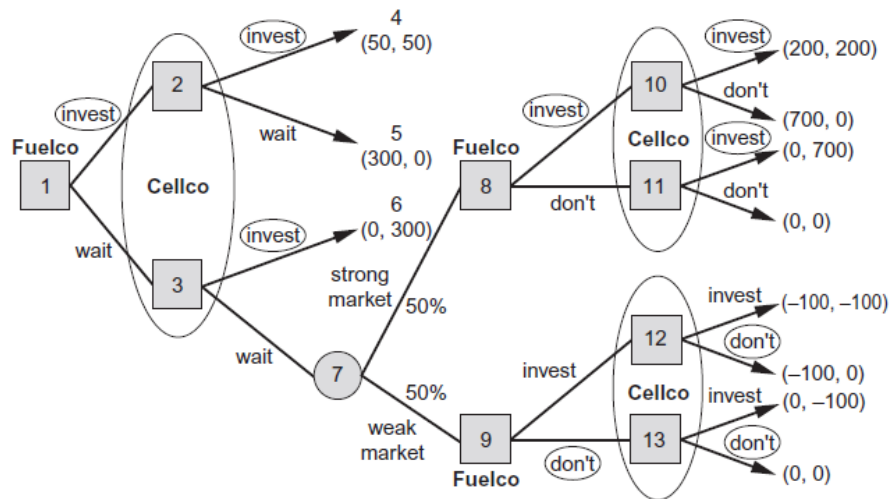 4
(50, 50)
invest
2
invest
wait
5
(300, 0)
Fuelco
1
Cellco
6
(0, 300)
invest
wait
3
wait
strong
market
50%
7
50%
weak
market
Fuelco
8
invest
don't
invest
(200, 200)
10
don't
(700, 0)
Cellco
invest
(0, 700)
11
don't
(0, 0)
9
Fuelco
invest
don't
invest
(–100, –100)
12
don't
(–100, 0)
Cellco
invest
(0, –100)
13
don't
(0, 0)